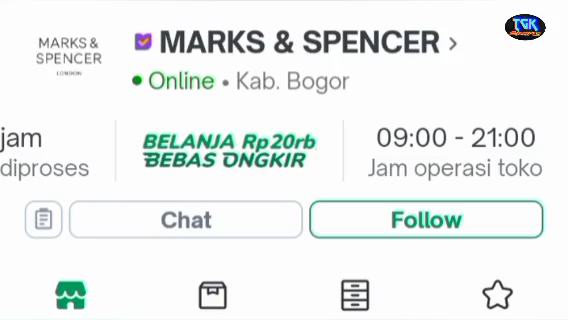 TGK
MARKS &
SPENCER
LONDON
MARKS & SPENCER
Online • Kab. Bogor
jam
diproses
BELANJA Rp20rb
BEBAS ONGKIR
09:00 - 21:00
Jam operasi toko
Chat
Follow